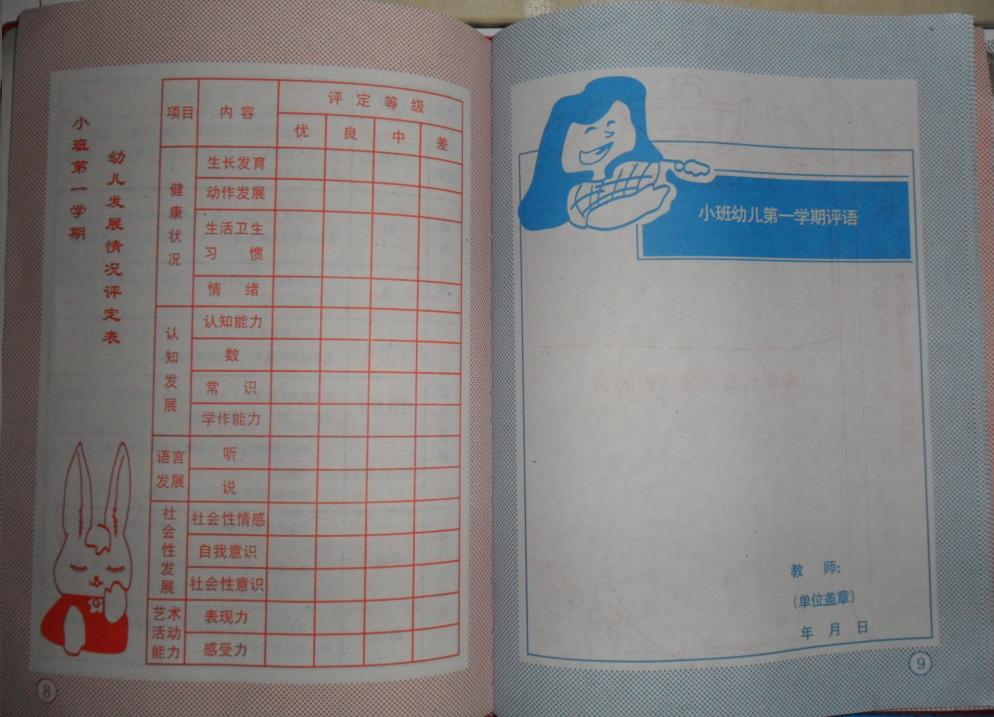 小班第一学期
幼儿发展情况评定表
项目 内容 评定等级
优 良 中 差
健康状况
生长发育
动作发展
生活卫生
习惯
情绪
认知发展
认知能力
数
常识
学作能力
语言
发展
听
说
社会性发展
社会性情感
自我意识
社会性意识
艺术
活动
能力
表现力
感受力
8
小班幼儿第一学期评语
教师:
(单位盖章)
年月日
9